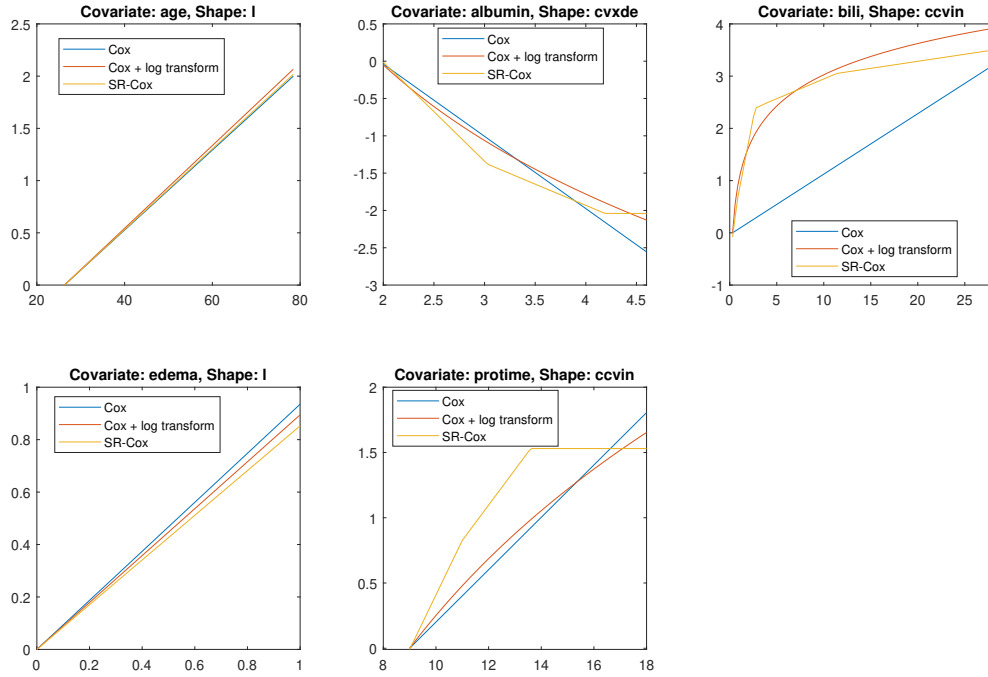 Covariate: age, Shape: l
2.5
2
1.5
1
0.5
0
20 40 60 80
Cox
Cox + log transform
SR-Cox
Covariate: albumin, Shape: cvxde
0.5
0
-0.5
-1
-1.5
-2
-2.5
-3
2 2.5 3 3.5 4 4.5
Cox
Cox + log transform
SR-Cox
Covariate: bili, Shape: ccvin
4
3
2
1
0
-1
0 5 10 15 20 25
Cox
Cox + log transform
SR-Cox
Covariate: edema, Shape: l
1
0.8
0.6
0.4
0.2
0
0 0.2 0.4 0.6 0.8 1
Cox
Cox + log transform
SR-Cox
Covariate: protime, Shape: ccvin
2
1.5
1
0.5
0
8 10 12 14 16 18
Cox
Cox + log transform
SR-Cox